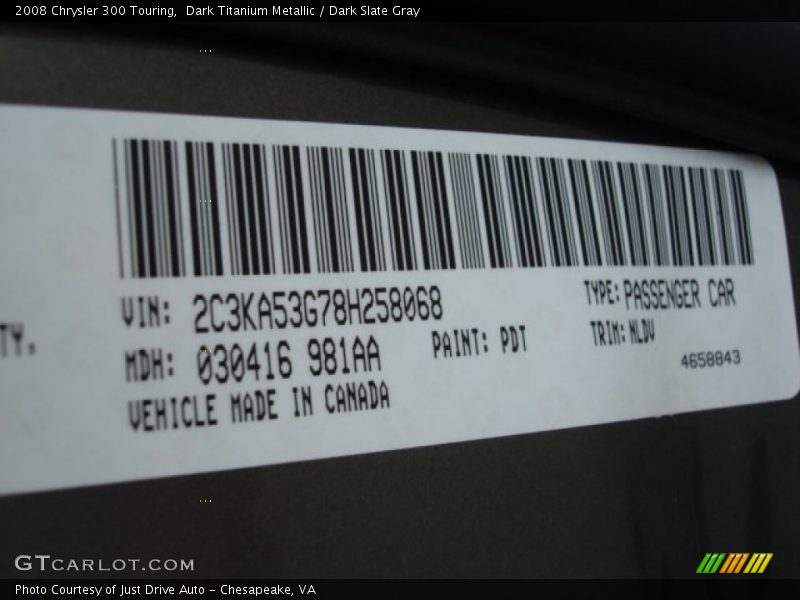 2008 Chrysler 300 Touring,  Dark Titanium Metallic / Dark Slate Gray
TY.
VIN: 2C3KA53G78H258068
TYPE: PASSENGER CAR
MDH: 030416 981AA
PAINT: PDT
TRIM: MLDV
4658843
VEHICLE MADE IN CANADA
GTCARLOT.COM
Photo Courtesy of Just Drive Auto - Chesapeake, VA